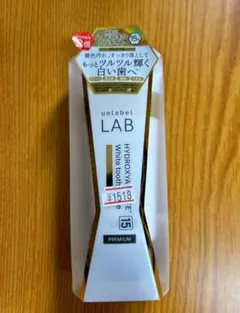 着色汚れ、すっきり落として
もっとツルツル輝く
白い歯へ
unlabel
LAB
HYDROXYA
White tooth
¥1518
15
PREMIUM